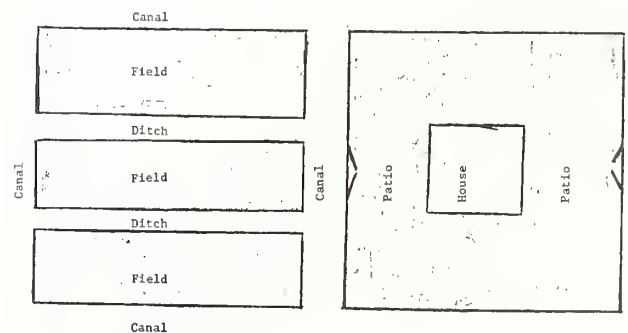 Canal
Field
Ditch
Canal
Field
Canal
Ditch
Field
Canal
Patio
House
Patio